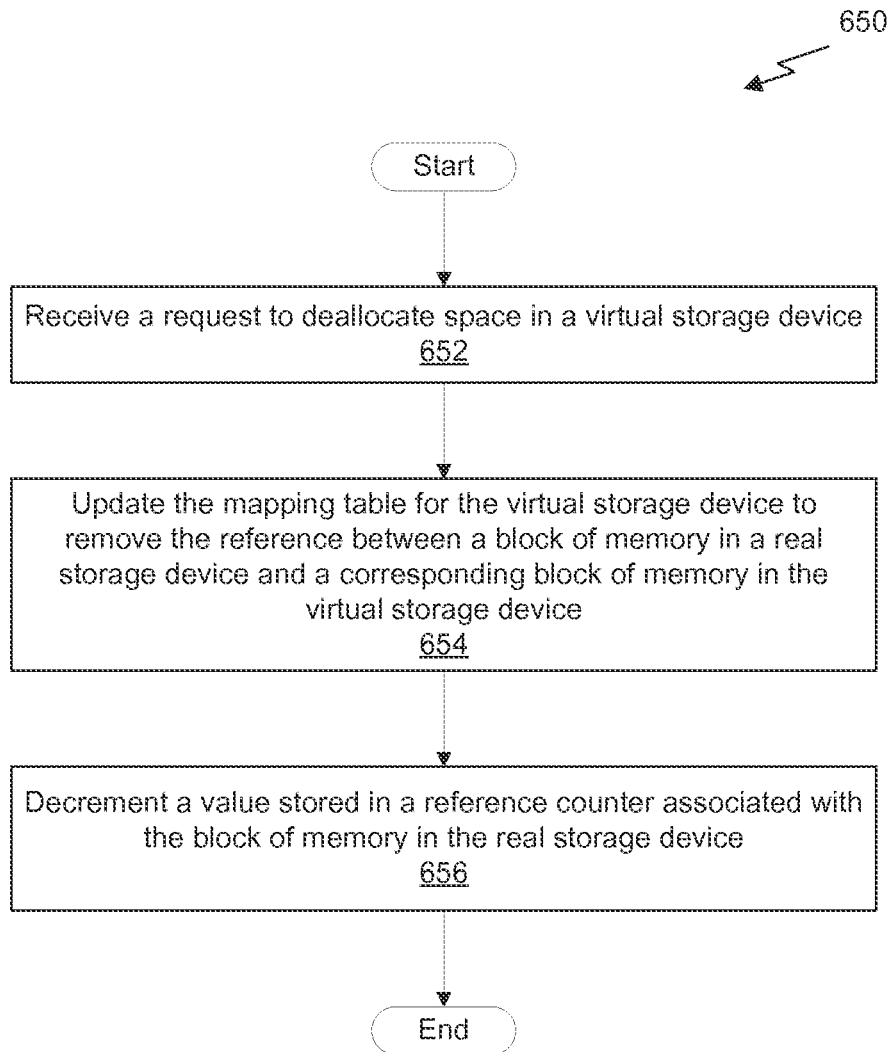 650
Start
Receive a request to deallocate space in a virtual storage device
652
Update the mapping table for the virtual storage device to
remove the reference between a block of memory in a real
storage device and a corresponding block of memory in the
virtual storage device
654
Decrement a value stored in a reference counter associated with
the block of memory in the real storage device
656
End